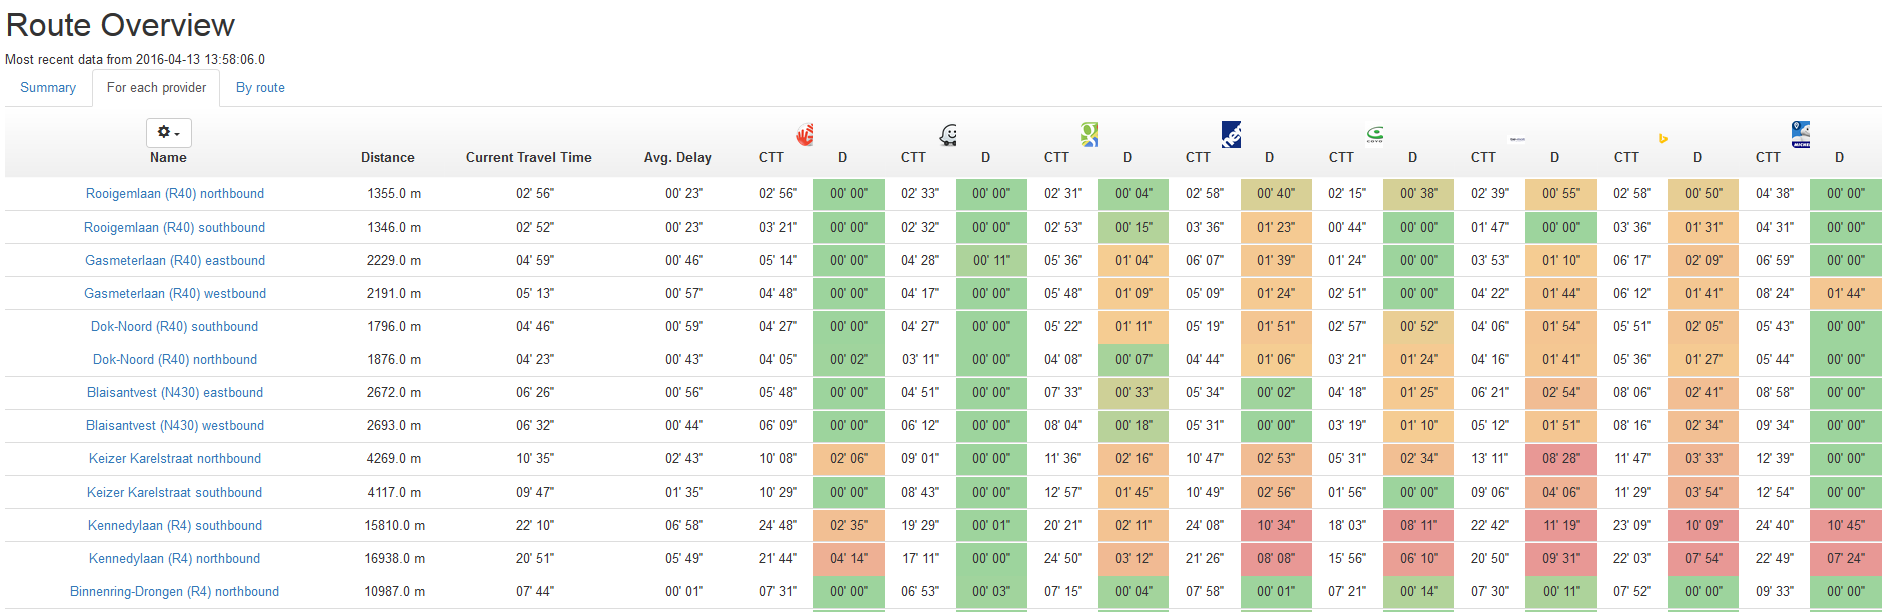 Route Overview
Most recent data from 2016-04-13 13:58:06.0
Summary For each provider By route
Name Distance Current Travel Time Avg. Delay CTT D CTT D CTT D CTT D CTT D CTT D CTT D CTT D
Rooigemlaan (R40) northbound 1355.0 m 02' 56" 00' 23" 02' 56" 00' 00" 02' 33" 00' 00" 02' 31" 00' 04" 02' 58" 00' 40" 02' 15" 00' 38" 02' 39" 00' 55" 02' 58" 00' 50" 04' 38" 00' 00"
Rooigemlaan (R40) southbound 1346.0 m 02' 52" 00' 23" 03' 21" 00' 00" 02' 32" 00' 00" 02' 53" 00' 15" 03' 36" 01' 23" 00' 44" 00' 00" 01' 47" 00' 00" 03' 36" 01' 31" 04' 31" 00' 00"
Gasmeterlaan (R40) eastbound 2229.0 m 04' 59" 00' 46" 05' 14" 00' 00" 04' 28" 00' 11" 05' 36" 01' 04" 06' 07" 01' 39" 01' 24" 00' 00" 03' 53" 01' 10" 06' 17" 02' 09" 06' 59" 00' 00"
Gasmeterlaan (R40) westbound 2191.0 m 05' 13" 00' 57" 04' 48" 00' 00" 04' 17" 00' 00" 05' 48" 01' 09" 05' 09" 01' 24" 02' 51" 00' 00" 04' 22" 01' 44" 06' 12" 01' 41" 08' 24" 01' 44"
Dok-Noord (R40) southbound 1796.0 m 04' 46" 00' 59" 04' 27" 00' 00" 04' 27" 00' 00" 05' 22" 01' 11" 05' 19" 01' 51" 02' 57" 00' 52" 04' 06" 01' 54" 05' 51" 02' 05" 05' 43" 00' 00"
Dok-Noord (R40) northbound 1876.0 m 04' 23" 00' 43" 04' 05" 00' 02" 03' 11" 00' 00" 04' 08" 00' 07" 04' 44" 01' 06" 03' 21" 01' 24" 04' 16" 01' 41" 05' 36" 01' 27" 05' 44" 00' 00"
Blaisantvest (N430) eastbound 2672.0 m 06' 26" 00' 56" 05' 48" 00' 00" 04' 51" 00' 00" 07' 33" 00' 33" 05' 34" 00' 02" 04' 18" 01' 25" 06' 21" 02' 54" 08' 06" 02' 41" 08' 58" 00' 00"
Blaisantvest (N430) westbound 2693.0 m 06' 32" 00' 44" 06' 09" 00' 00" 06' 12" 00' 00" 08' 04" 00' 18" 05' 31" 00' 00" 03' 19" 01' 10" 05' 12" 01' 51" 08' 16" 02' 34" 09' 34" 00' 00"
Keizer Karelstraat northbound 4269.0 m 10' 35" 02' 43" 10' 08" 02' 06" 09' 01" 00' 00" 11' 36" 02' 16" 10' 47" 02' 53" 05' 31" 02' 34" 13' 11" 08' 28" 11' 47" 03' 33" 12' 39" 00' 00"
Keizer Karelstraat southbound 4117.0 m 09' 47" 01' 35" 10' 29" 00' 00" 08' 43" 00' 00" 12' 57" 01' 45" 10' 49" 02' 56" 01' 56" 00' 00" 09' 06" 04' 06" 11' 29" 03' 54" 12' 54" 00' 00"
Kennedylaan (R4) southbound 15810.0 m 22' 10" 06' 58" 24' 48" 02' 35" 19' 29" 00' 01" 20' 21" 02' 11" 24' 08" 10' 34" 18' 03" 08' 11" 22' 42" 11' 19" 23' 09" 10' 09" 24' 40" 10' 45"
Kennedylaan (R4) northbound 16938.0 m 20' 51" 05' 49" 21' 44" 04' 14" 17' 11" 00' 00" 24' 50" 03' 12" 21' 26" 08' 08" 15' 56" 06' 10" 20' 50" 09' 31" 22' 03" 07' 54" 22' 49" 07' 24"
Binnenring-Drongen (R4) northbound 10987.0 m 07' 44" 00' 01" 07' 31" 00' 00" 06' 53" 00' 03" 07' 15" 00' 04" 07' 58" 00' 01" 07' 21" 00' 14" 07' 30" 00' 11" 07' 52" 00' 00" 09' 33" 00' 00"